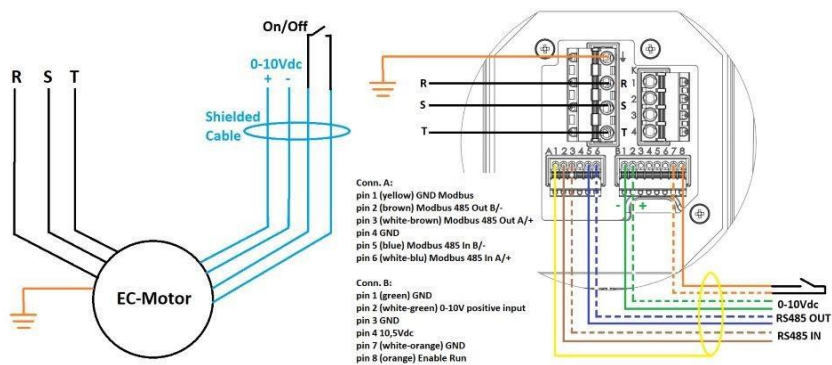 On/Off
0-10Vdc
R S T + -
Shielded
Cable
EC-Motor
R R
S S
T T
K
1
2
3
4
A1 2 3 4 5 6 B1 2 3 4 5 6 7 8
- +
Conn. A:
pin 1 (yellow) GND Modbus
pin 2 (brown) Modbus 485 Out B/-
pin 3 (white-brown) Modbus 485 Out A/+
pin 4 GND
pin 5 (blue) Modbus 485 In B/-
pin 6 (white-blu) Modbus 485 In A/+
Conn. B:
pin 1 (green) GND
pin 2 (white-green) 0-10V positive input
pin 3 GND
pin 4 10,5Vdc
pin 7 (white-orange) GND
pin 8 (orange) Enable Run
0-10Vdc
RS485 OUT
RS485 IN